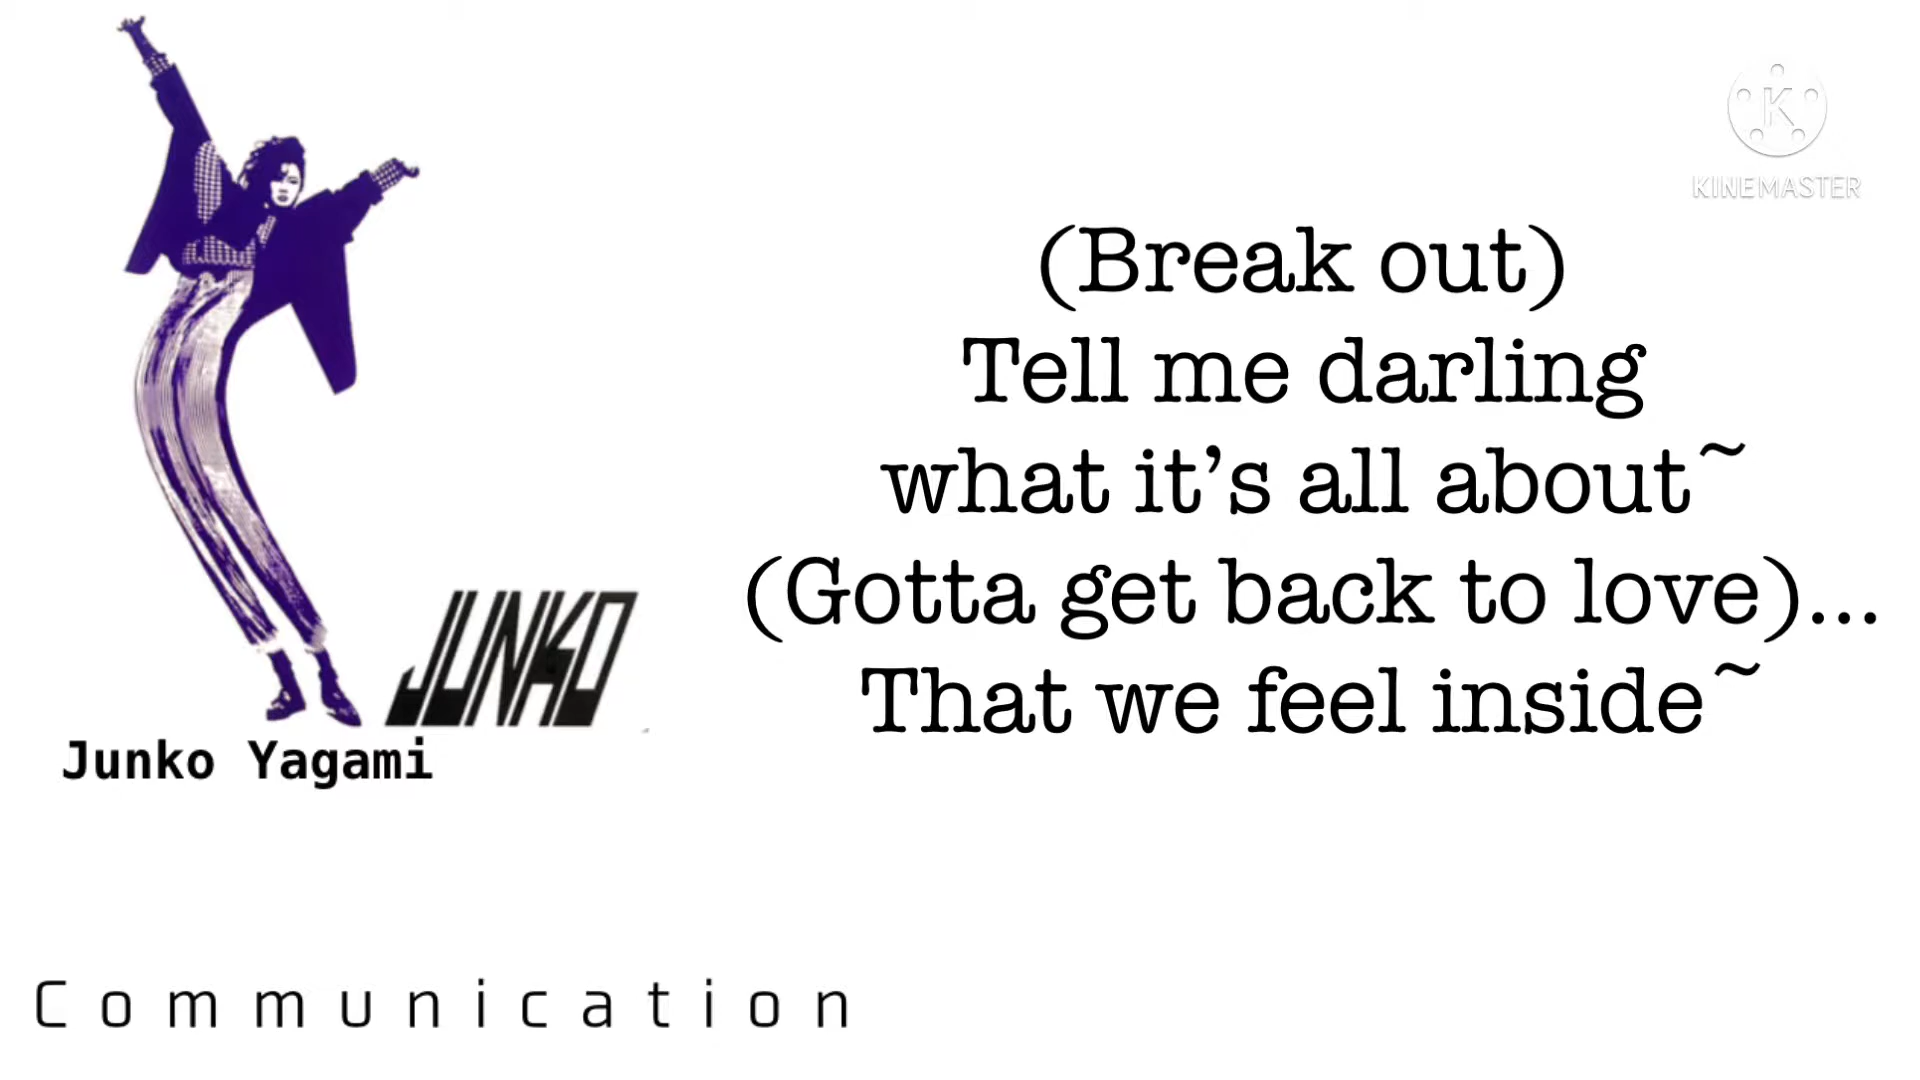 K
KINEMASTER
(Break out)
Tell me darling
what it’s all about~
(Gotta get back to love)...
That we feel inside~
JUNKO
Junko Yagami
Communication